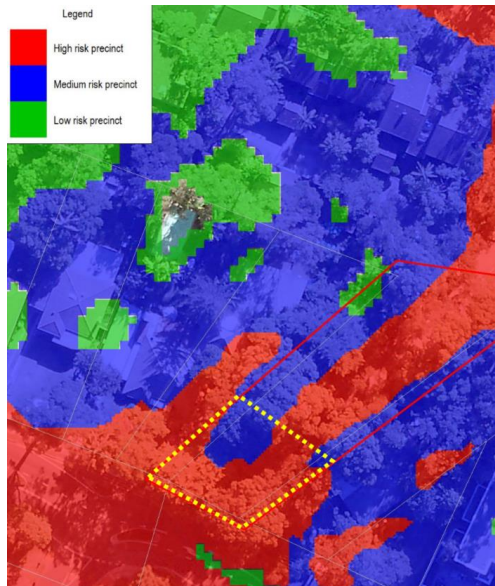 Legend
High risk precinct
Medium risk precinct
Low risk precinct